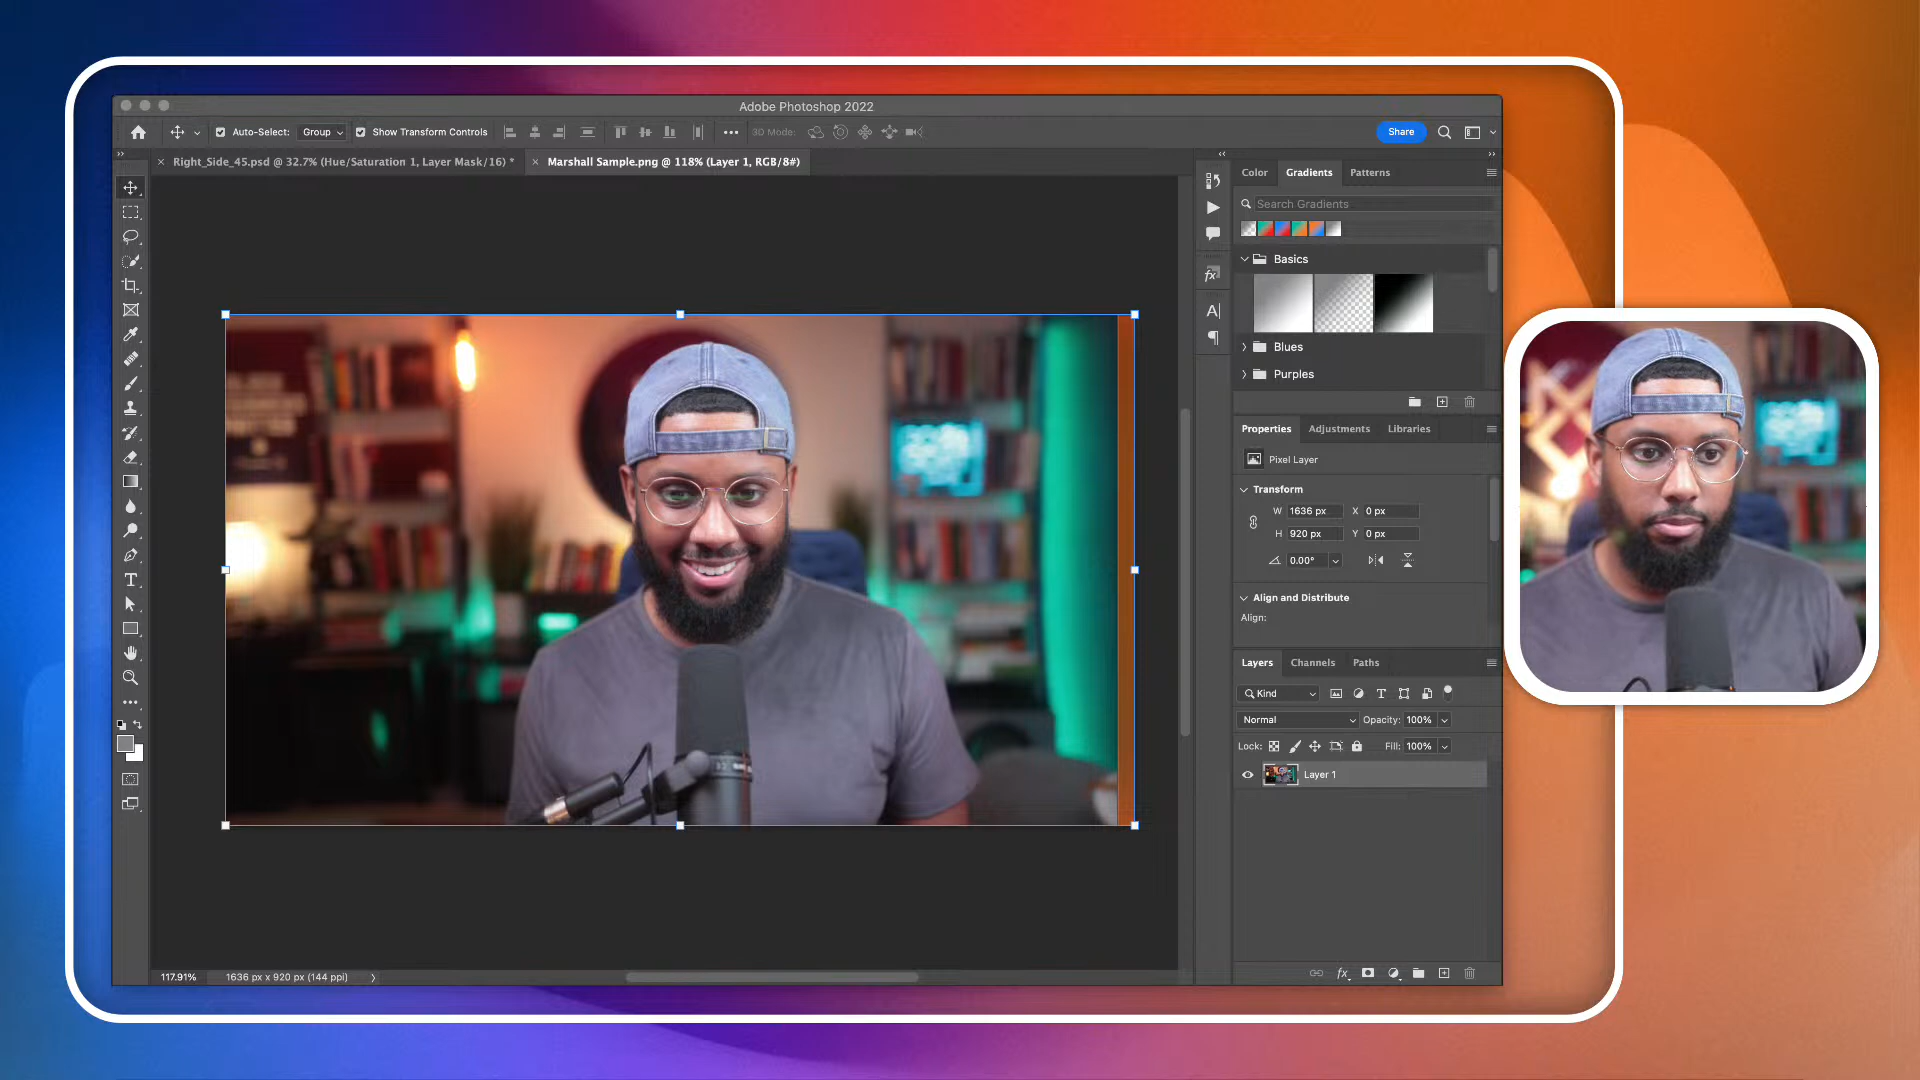 Adobe Photoshop 2022
Auto-Select: Group Show Transform Controls 3D Mode: Share
Right_Side_45.psd @ 32.7% (Hue/Saturation 1, Layer Mask/16) *
Marshall Sample.png @ 118% (Layer 1, RGB/8#)
Color Gradients Patterns
Search Gradients
Basics
Blues
Purples
Properties Adjustments Libraries
Pixel Layer
Transform
W 1636 px X 0 px
H 920 px Y 0 px
0.00°
Align and Distribute
Align:
Layers Channels Paths
Kind
Normal Opacity: 100%
Lock: Fill: 100%
Layer 1
117.91% 1636 px x 920 px (144 ppi)